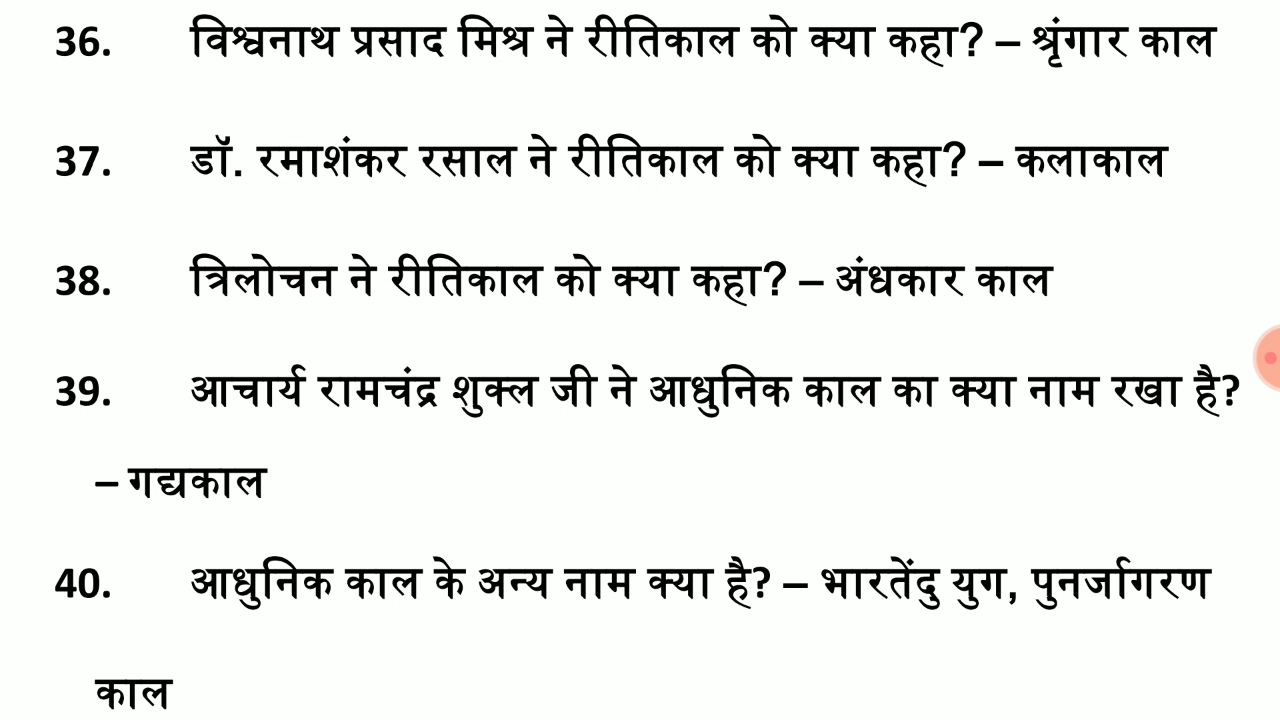 36. विश्वनाथ प्रसाद मिश्र ने रीतिकाल को क्या कहा? – श्रृंगार काल
37. डॉ. रमाशंकर रसाल ने रीतिकाल को क्या कहा? – कलाकाल
38. त्रिलोचन ने रीतिकाल को क्या कहा? – अंधकार काल
39. आचार्य रामचंद्र शुक्ल जी ने आधुनिक काल का क्या नाम रखा है?
– गद्यकाल
40. आधुनिक काल के अन्य नाम क्या है? – भारतेंदु युग, पुनर्जागरण
काल